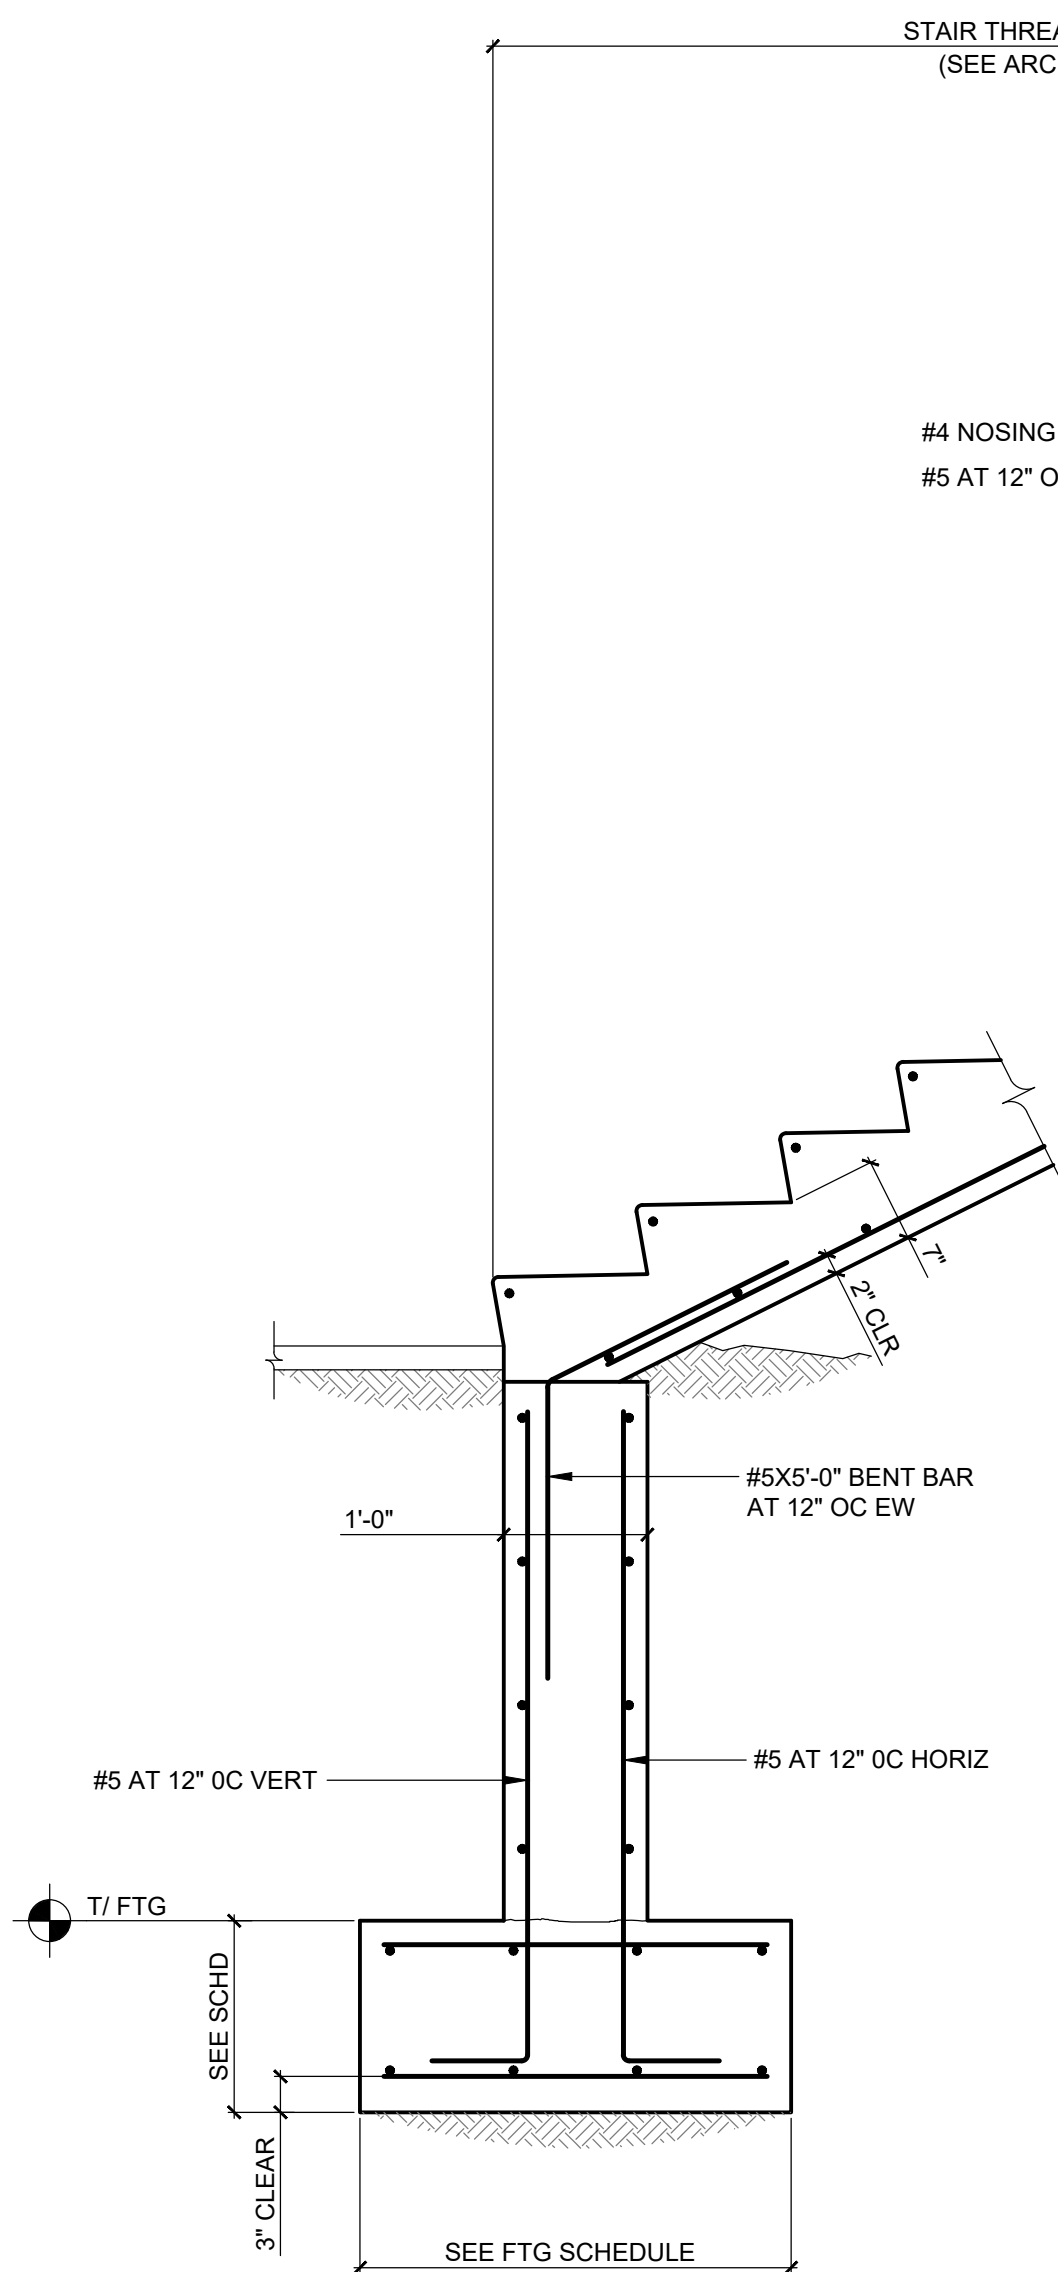 STAIR THREA
(SEE ARC
#4 NOSING
#5 AT 12" O
7"
2" CLR
#5X5'-0" BENT BAR
AT 12" OC EW
1'-0"
#5 AT 12" 0C HORIZ
#5 AT 12" 0C VERT
T/ FTG
SEE SCHD
3" CLEAR
SEE FTG SCHEDULE